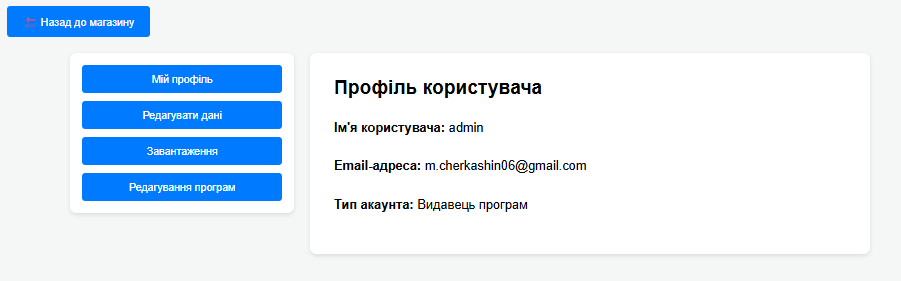 Назад до магазину
Мій профіль
Редагувати дані
Завантаження
Редагування програм
Профіль користувача
Ім'я користувача: admin
Email-адреса: m.cherkashin06@gmail.com
Тип акаунта: Видавець програм